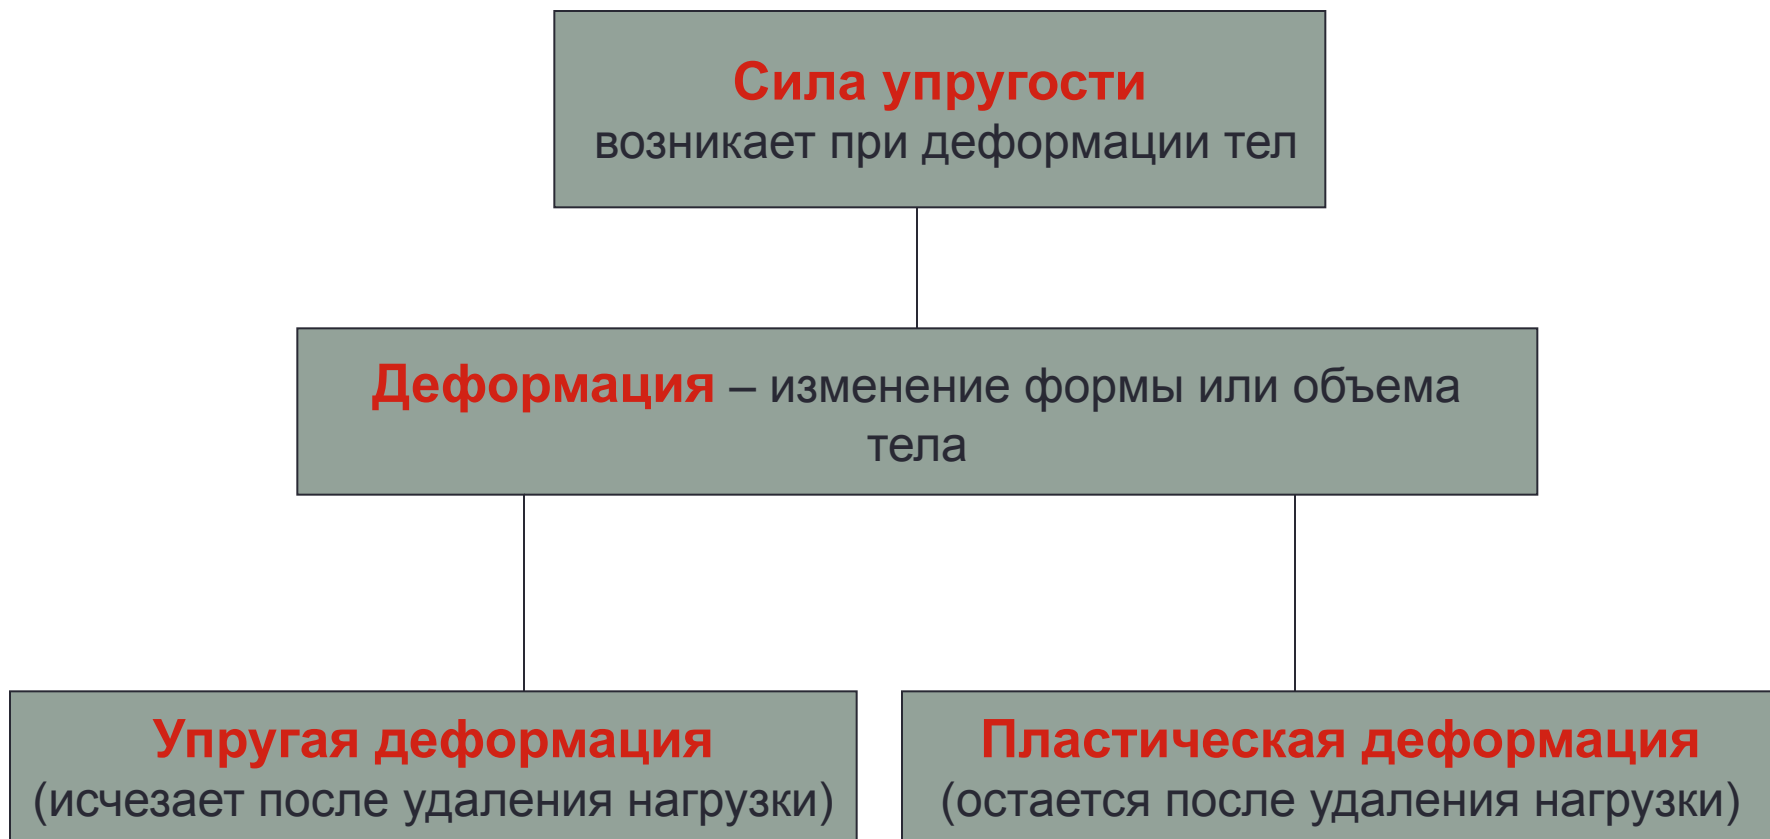 Сила упругости
возникает при деформации тел
Деформация – изменение формы или объема
тела
Упругая деформация
(исчезает после удаления нагрузки)
Пластическая деформация
(остается после удаления нагрузки)